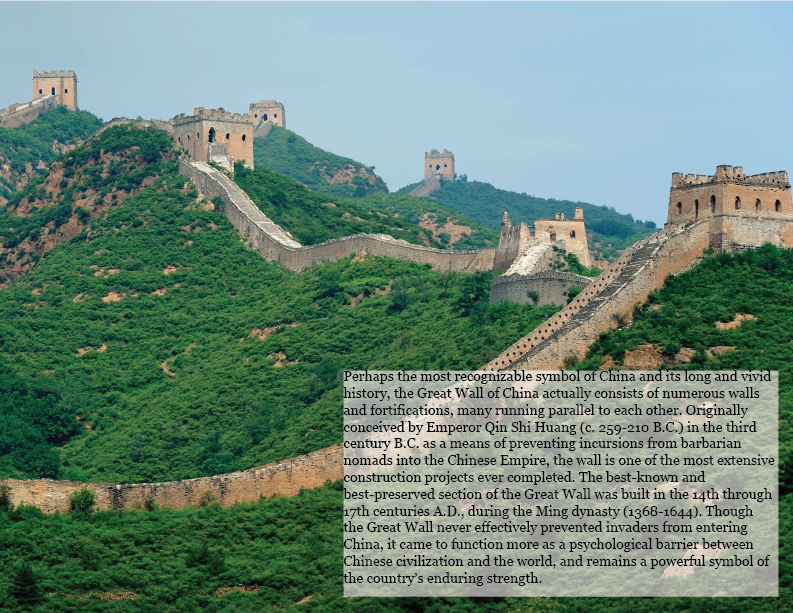 Perhaps the most recognizable symbol of China and its long and vivid
history, the Great Wall of China actually consists of numerous walls
and fortifications, many running parallel to each other. Originally
conceived by Emperor Qin Shi Huang (c. 259-210 B.C.) in the third
century B.C. as a means of preventing incursions from barbarian
nomads into the Chinese Empire, the wall is one of the most extensive
construction projects ever completed. The best-known and
best-preserved section of the Great Wall was built in the 14th through
17th centuries A.D., during the Ming dynasty (1368-1644). Though
the Great Wall never effectively prevented invaders from entering
China, it came to function more as a psychological barrier between
Chinese civilization and the world, and remains a powerful symbol of
the country’s enduring strength.